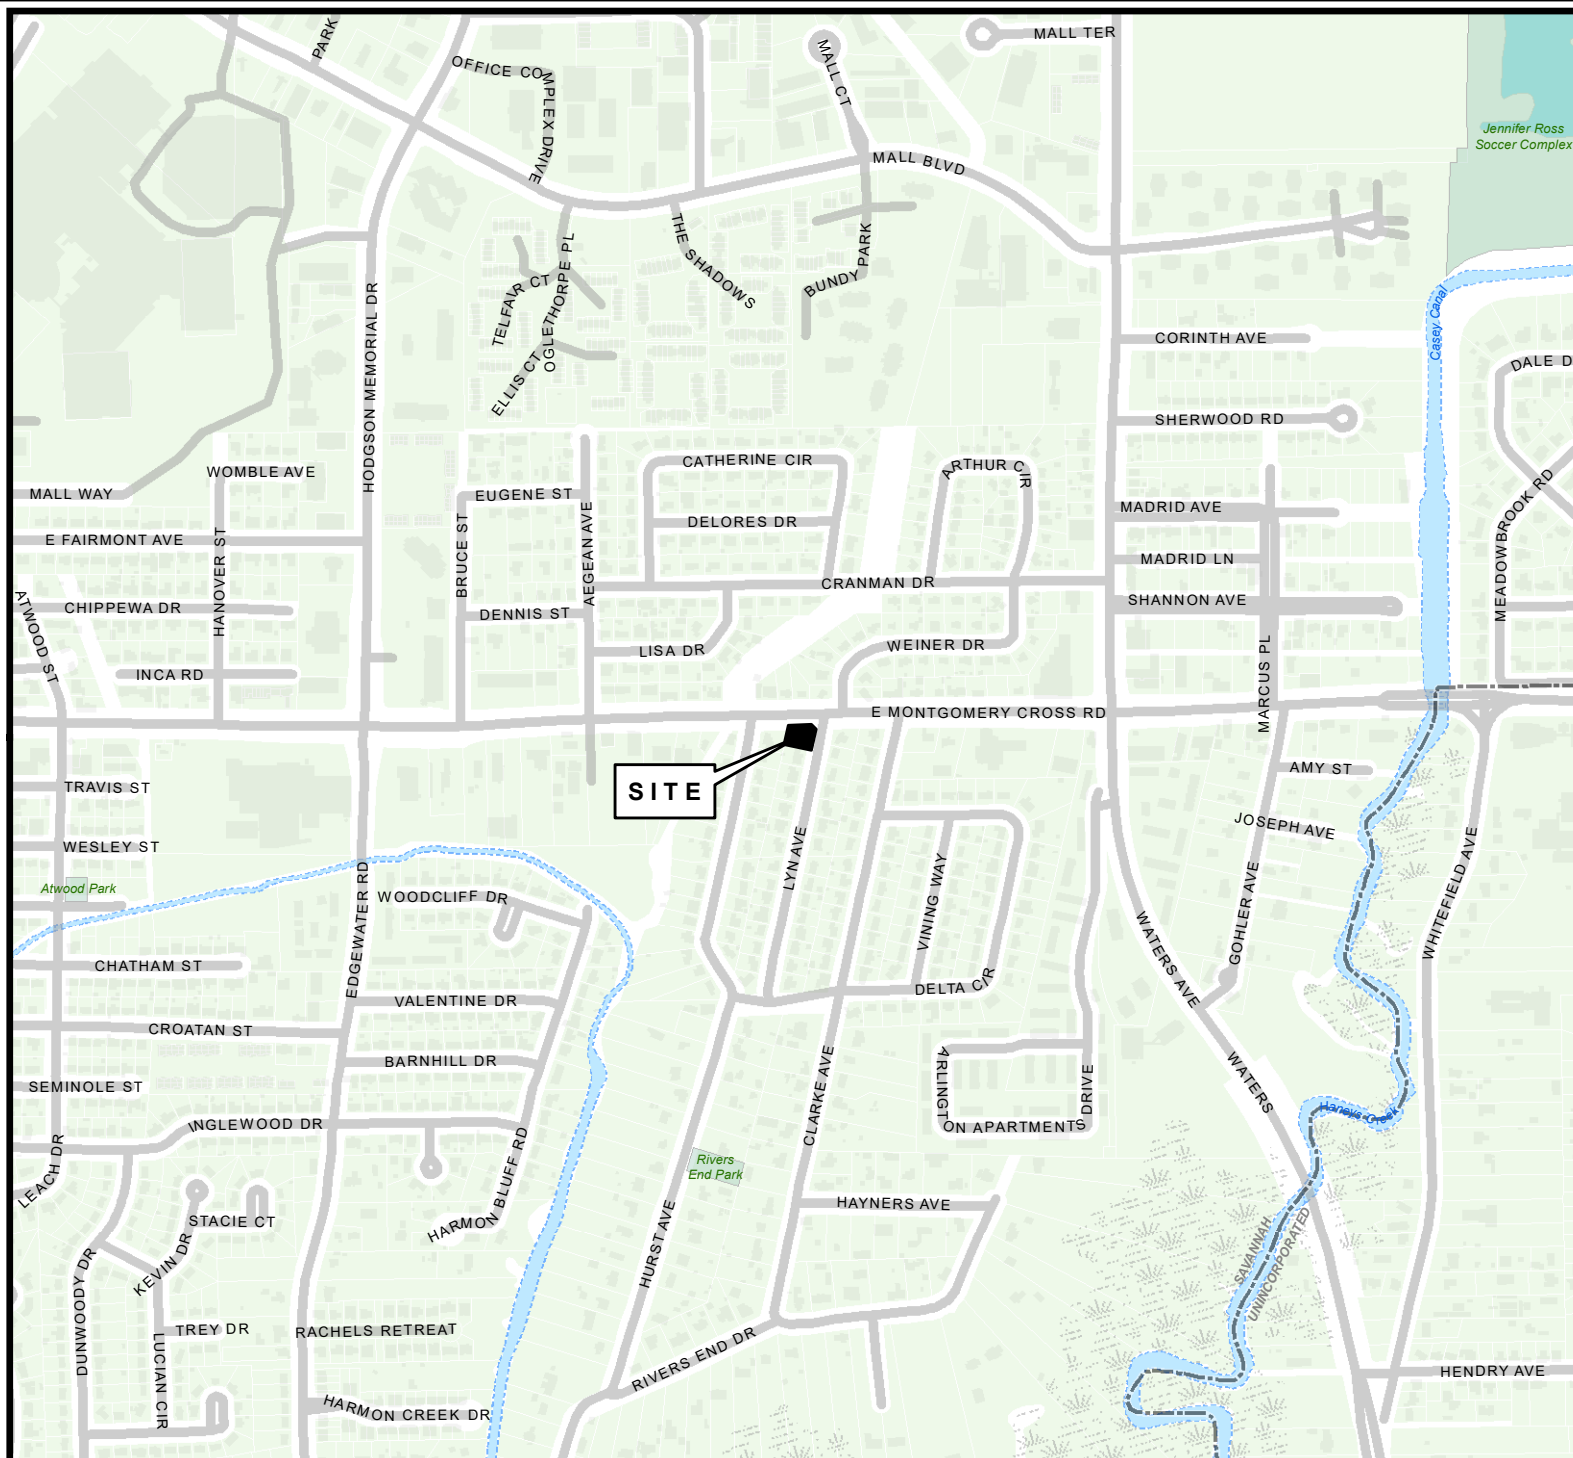 PARK
OFFICE COMPLEX DRIVE
MALL CT
MALL TER
Jennifer Ross
Soccer Complex
MALL BLVD
THE SHADOWS
BUNDY PARK
TELFAIR CT
OGLETHORPE PL
ELLIS CT
HODGSON MEMORIAL DR
Casey Canal
CORINTH AVE
DALE D
SHERWOOD RD
WOMBLE AVE
MALL WAY
CATHERINE CIR
ARTHUR CIR
EUGENE ST
DELORES DR
MADRID AVE
MEADOWBROOK RD
E FAIRMONT AVE
HANOVER ST
BRUCE ST
AEGEAN AVE
MADRID LN
CRANMAN DR
SHANNON AVE
ATWOOD ST
CHIPPEWA DR
DENNIS ST
LISA DR
WEINER DR
MARCUS PL
INCA RD
E MONTGOMERY CROSS RD
SITE
TRAVIS ST
AMY ST
WESLEY ST
JOSEPH AVE
LYN AVE
VINING WAY
Atwood Park
EDGEWATER RD
WOODCLIFF DR
GOHLER AVE
WHITEFIELD AVE
WATERS AVE
CHATHAM ST
DELTA CIR
VALENTINE DR
CROATAN ST
BARNHILL DR
SEMINOLE ST
CLARKE AVE
ARLINGTON APARTMENTS DRIVE
WATERS
Haneys Creek
INGLEWOOD DR
LEACH DR
Rivers
End Park
HARMON BLUFF RD
STACIE CT
HAYNERS AVE
HURST AVE
KEVIN DR
DUNWOODY DR
SAVANNAH
UNINCORPORATED
TREY DR
RACHELS RETREAT
LUCIAN CIR
RIVERS END DR
HENDRY AVE
HARMON CREEK DR